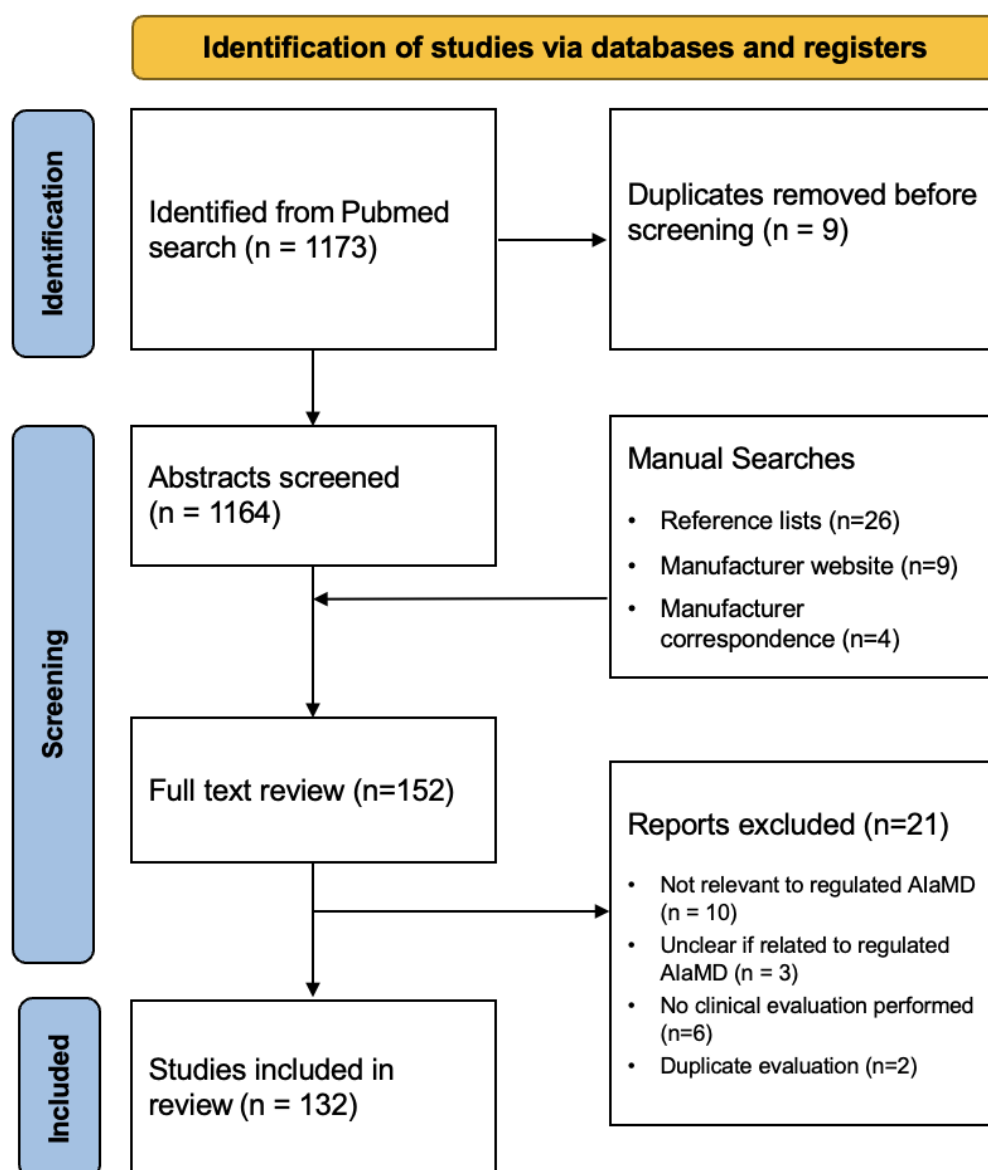 Identification of studies via databases and registers
Identification
Identified from Pubmed
search (n = 1173)
Duplicates removed before
screening (n = 9)
Screening
Abstracts screened
(n = 1164)
Manual Searches
• Reference lists (n=26)
• Manufacturer website (n=9)
• Manufacturer
correspondence (n=4)
Full text review (n=152)
Reports excluded (n=21)
• Not relevant to regulated AIaMD
(n = 10)
• Unclear if related to regulated
AIaMD (n = 3)
• No clinical evaluation performed
(n=6)
• Duplicate evaluation (n=2)
Included
Studies included in
review (n = 132)